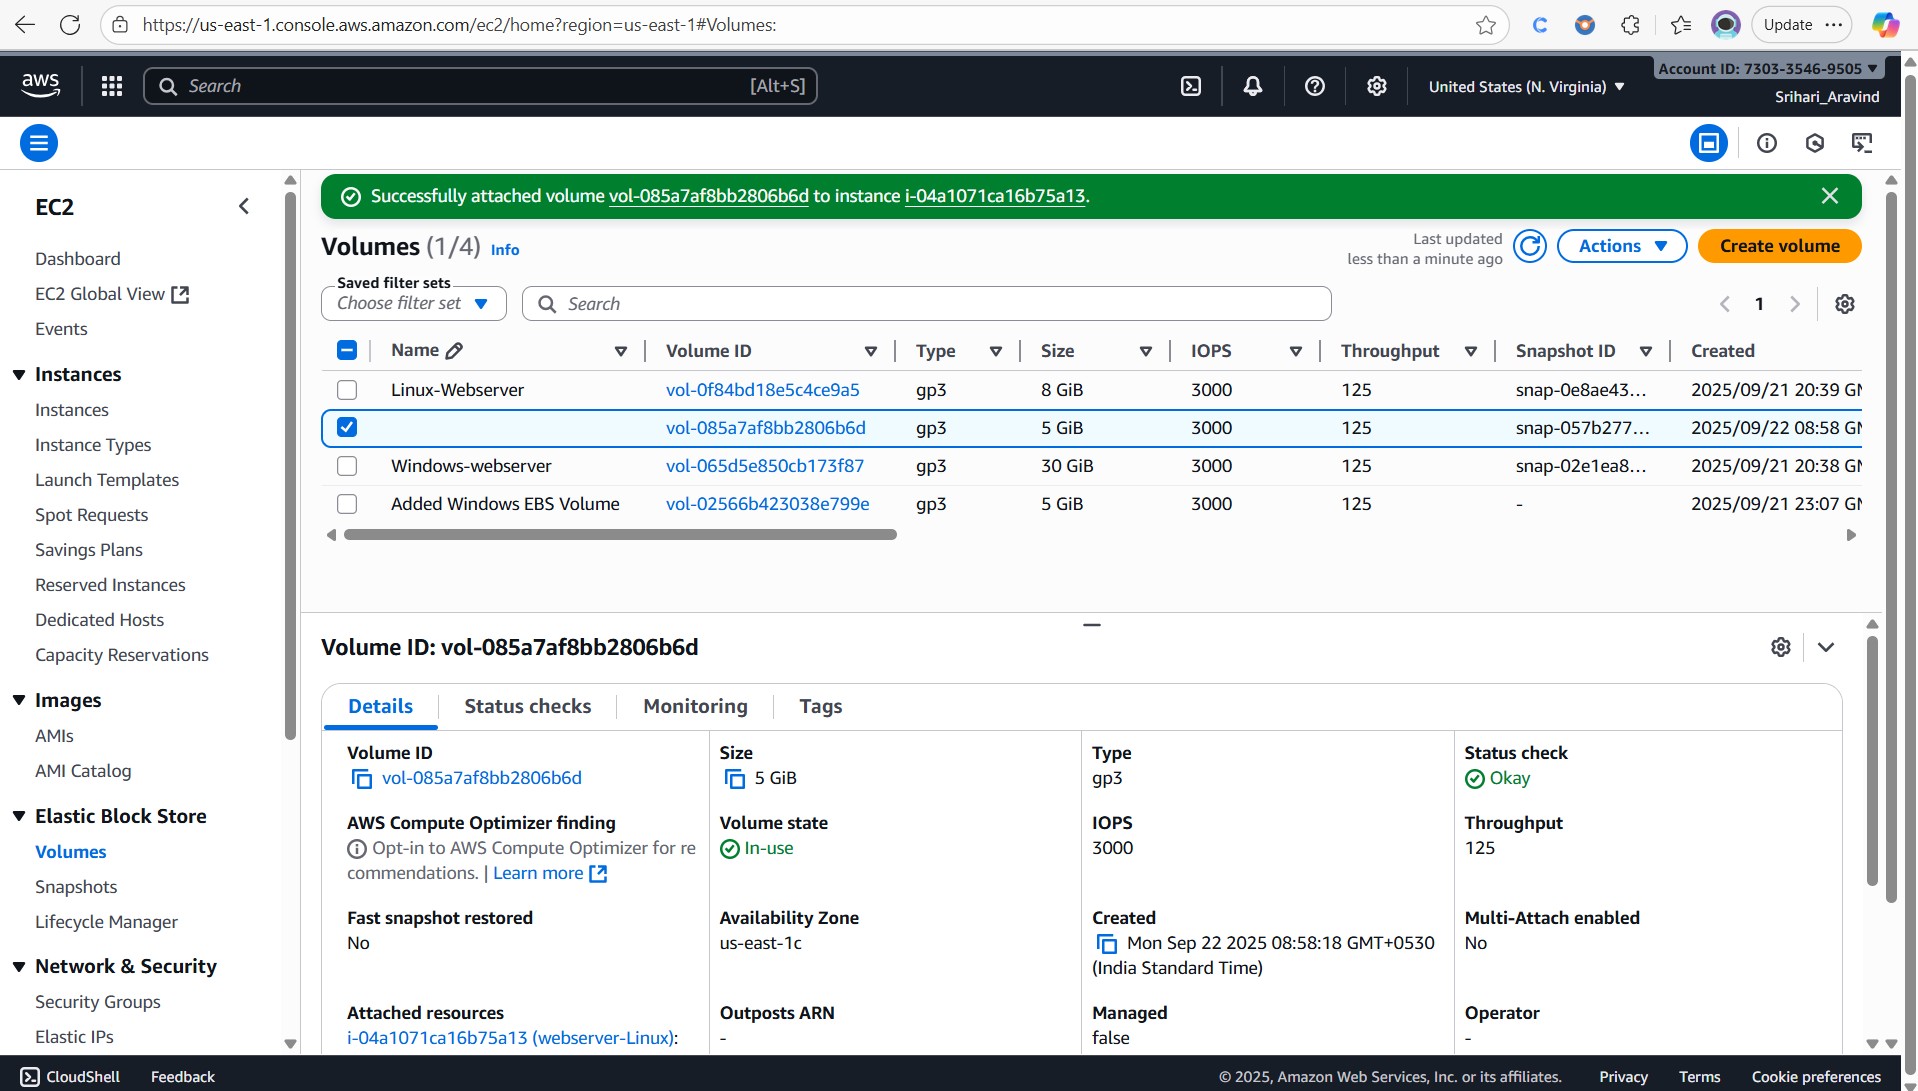 https://us-east-1.console.aws.amazon.com/ec2/home?region=us-east-1#Volumes:
Update
aws
Search [Alt+S]
United States (N. Virginia)
Account ID: 7303-3546-9505
Srihari_Aravind
EC2
Dashboard
EC2 Global View
Events
Instances
Instances
Instance Types
Launch Templates
Spot Requests
Savings Plans
Reserved Instances
Dedicated Hosts
Capacity Reservations
Images
AMIs
AMI Catalog
Elastic Block Store
Volumes
Snapshots
Lifecycle Manager
Network & Security
Security Groups
Elastic IPs
Successfully attached volume vol-085a7af8bb2806b6d to instance i-04a1071ca16b75a13.
Volumes (1/4) Info
Last updated
less than a minute ago
Actions
Create volume
Saved filter sets
Choose filter set
Search
1
Name Volume ID Type Size IOPS Throughput Snapshot ID Created
Linux-Webserver vol-0f84bd18e5c4ce9a5 gp3 8 GiB 3000 125 snap-0e8ae43... 2025/09/21 20:39 GM
vol-085a7af8bb2806b6d gp3 5 GiB 3000 125 snap-057b277... 2025/09/22 08:58 GM
Windows-webserver vol-065d5e850cb173f87 gp3 30 GiB 3000 125 snap-02e1ea8... 2025/09/21 20:38 GM
Added Windows EBS Volume vol-02566b423038e799e gp3 5 GiB 3000 125 - 2025/09/21 23:07 GM
Volume ID: vol-085a7af8bb2806b6d
Details Status checks Monitoring Tags
Volume ID
vol-085a7af8bb2806b6d
Size
5 GiB
Type
gp3
Status check
Okay
AWS Compute Optimizer finding
Opt-in to AWS Compute Optimizer for re
commendations. | Learn more
Volume state
In-use
IOPS
3000
Throughput
125
Fast snapshot restored
No
Availability Zone
us-east-1c
Created
Mon Sep 22 2025 08:58:18 GMT+0530
(India Standard Time)
Multi-Attach enabled
No
Attached resources
i-04a1071ca16b75a13 (webserver-Linux):
Outposts ARN
-
Managed
false
Operator
-
CloudShell Feedback
© 2025, Amazon Web Services, Inc. or its affiliates. Privacy Terms Cookie preferences